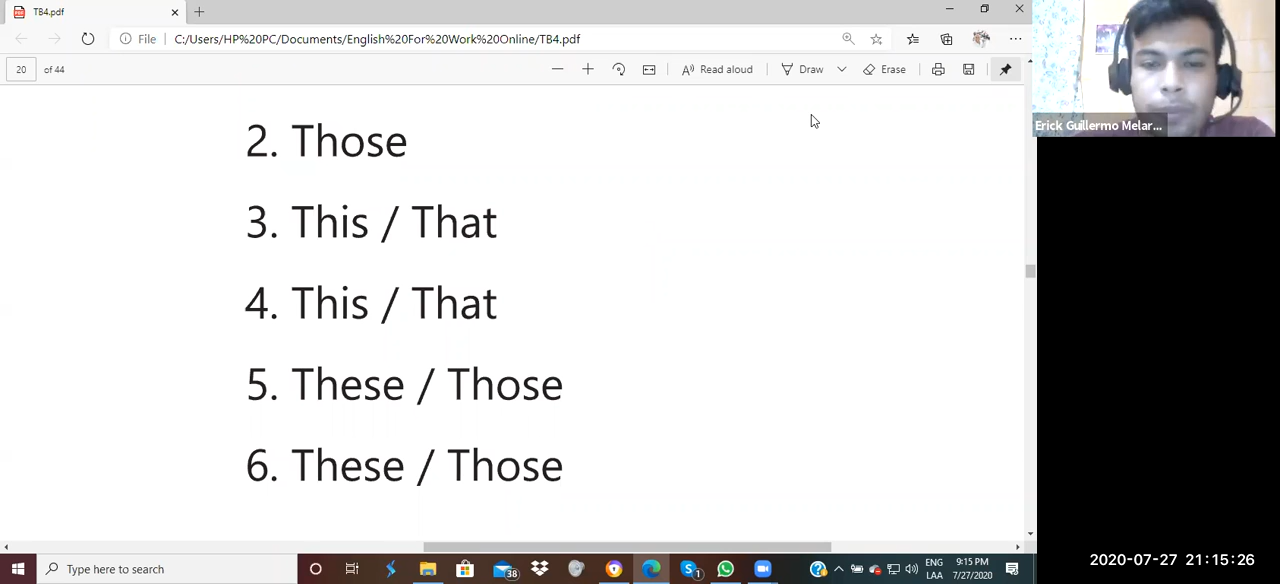 TB4.pdf
File C:/Users/HP%20PC/Documents/English%20For%20Work%20Online/TB4.pdf
20 of 44 Read aloud Draw Erase
Erick Guillermo Melar...
2. Those
3. This / That
4. This / That
5. These / Those
6. These / Those
Type here to search
38
1
ENG
LAA
9:15 PM
7/27/2020
2020-07-27 21:15:26